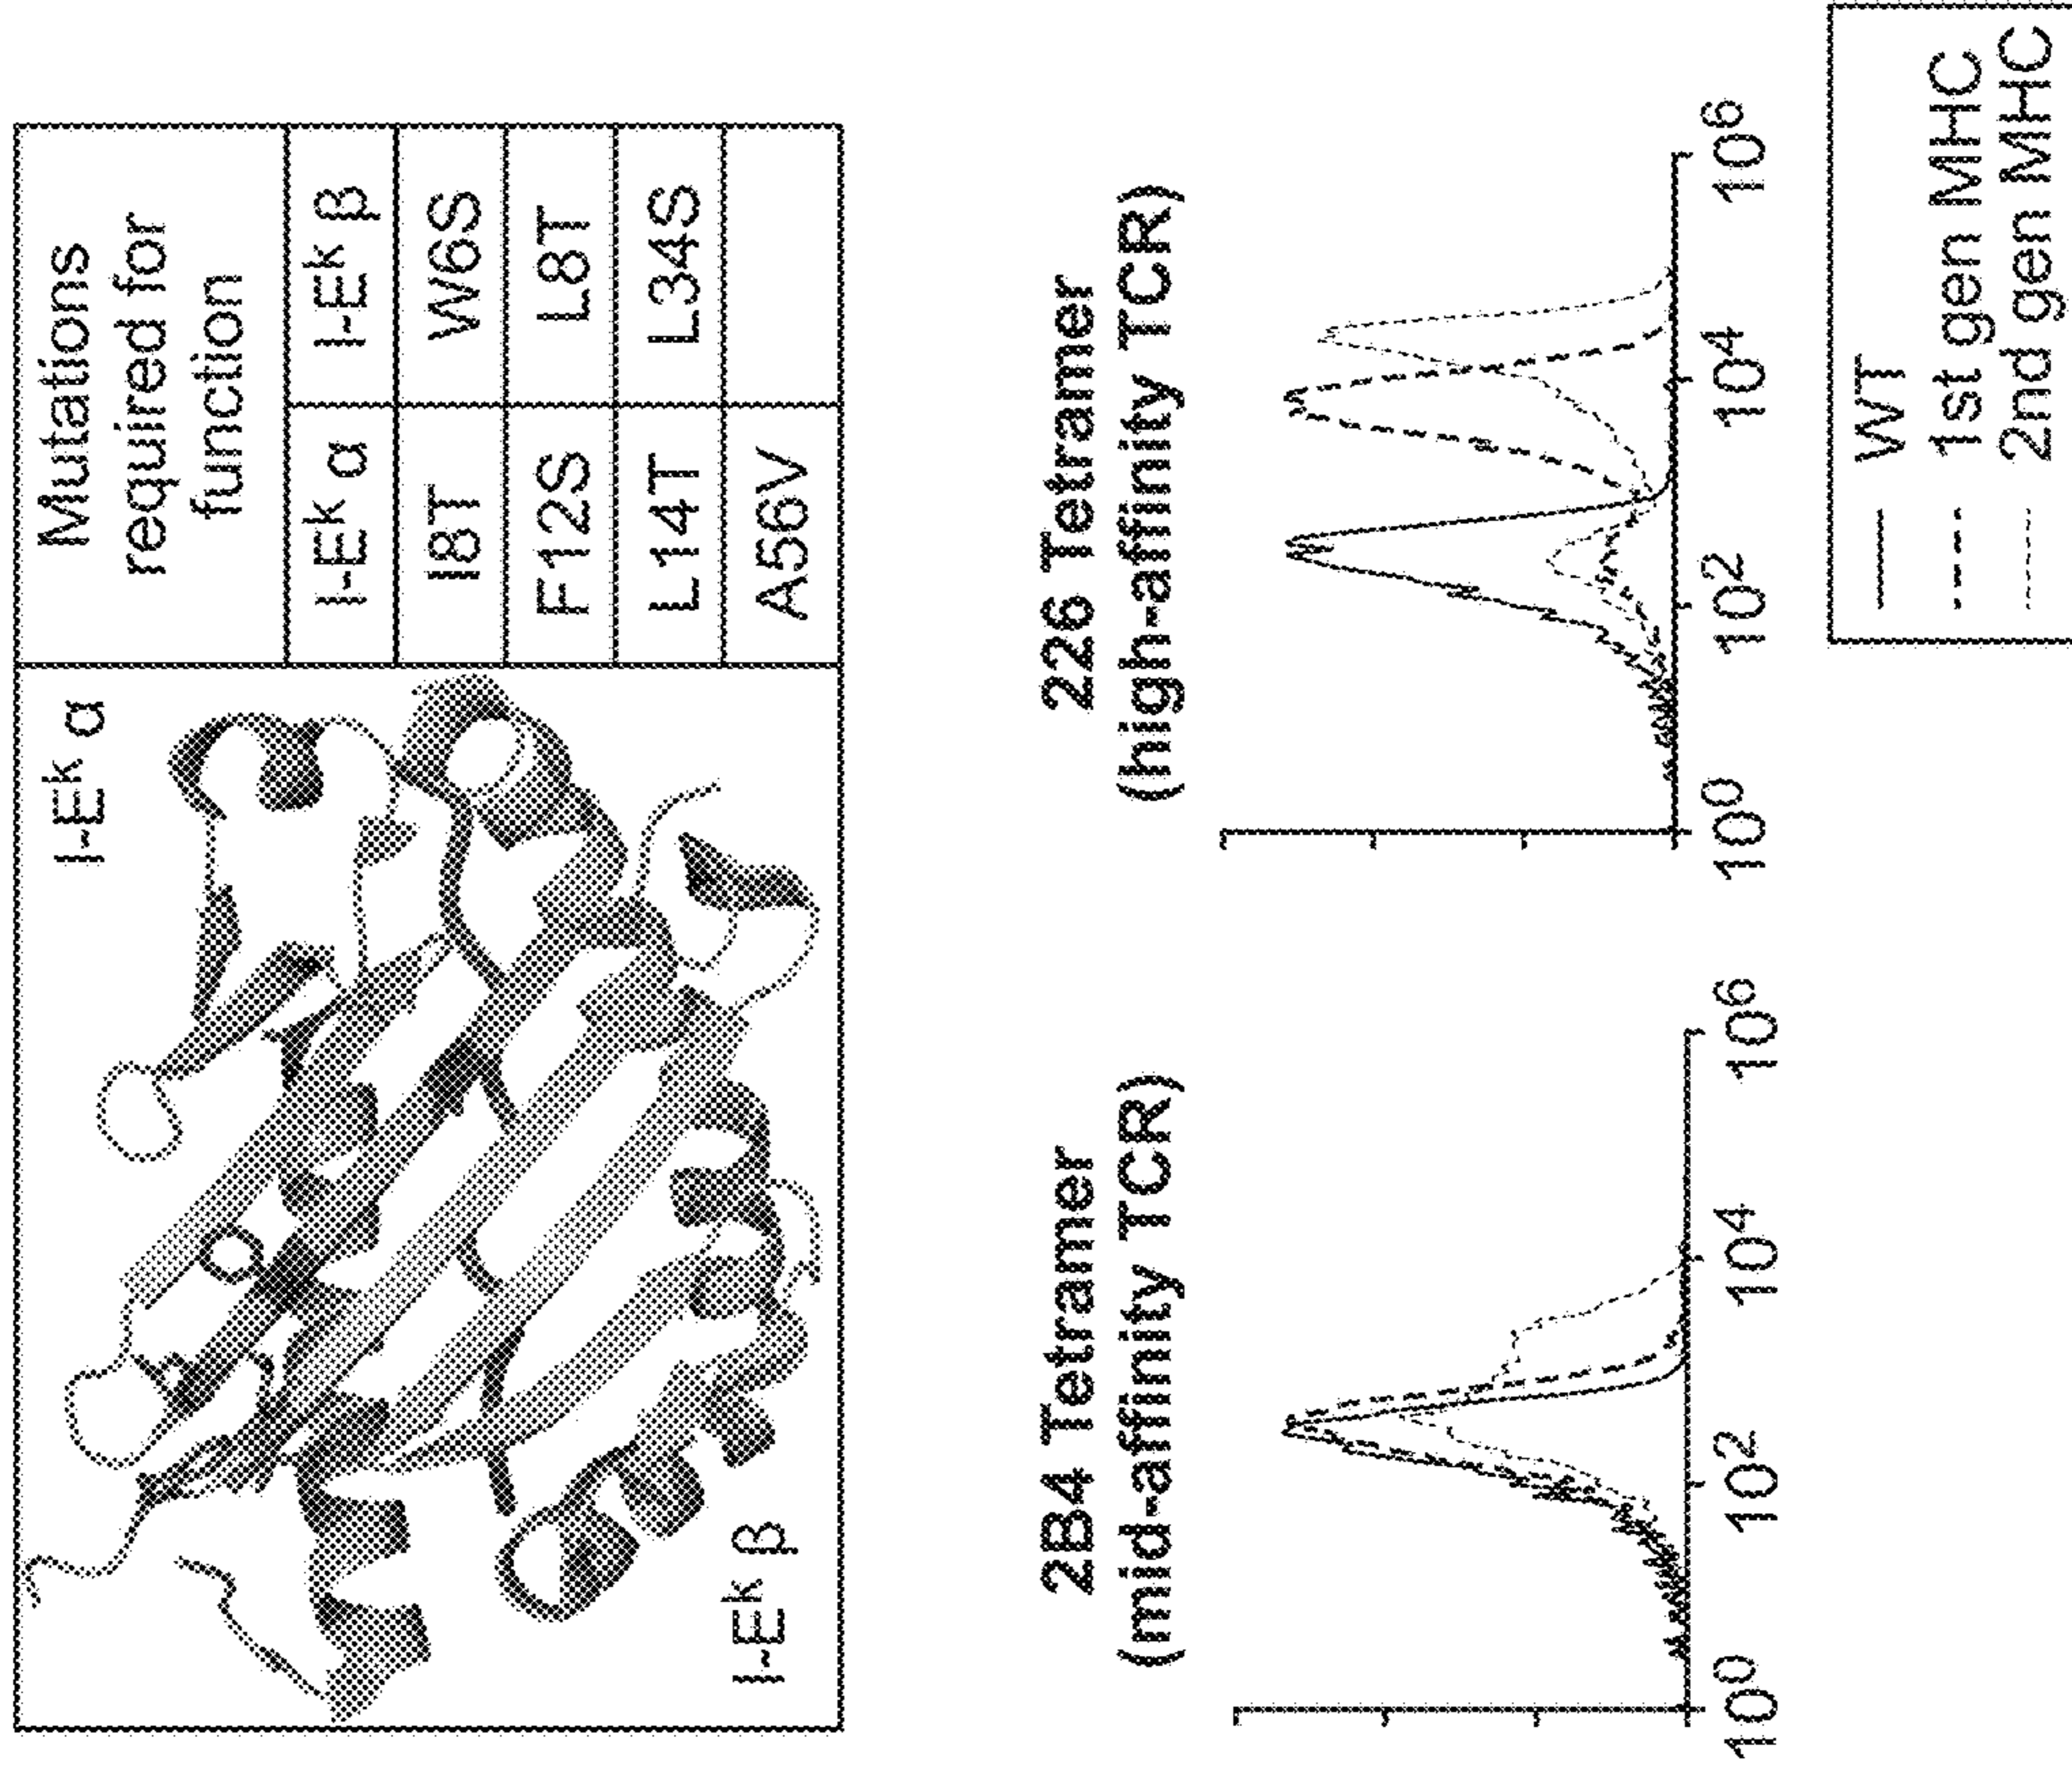 I-Eᵏ α
I-Eᵏ β
Mutations
required for
function
I-Eᵏ α I-Eᵏ β
I8T W6S
F12S L8T
L14T L34S
A56V
2B4 Tetramer
(mid-affinity TCR)
10⁰ 10² 10⁴ 10⁶
226 Tetramer
(high-affinity TCR)
10⁰ 10² 10⁴ 10⁶
WT
1st gen MHC
2nd gen MHC